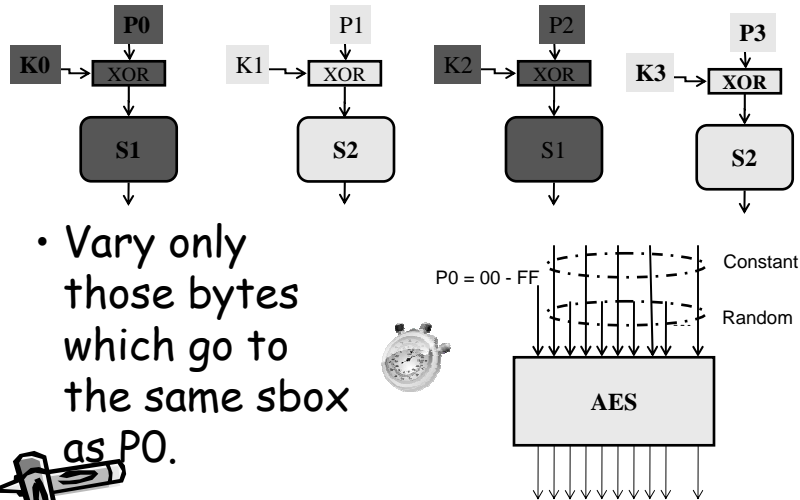 P0 P1 P2 P3
K0 XOR K1 XOR K2 XOR K3 XOR
S1 S2 S1 S2
• Vary only
those bytes
which go to
the same sbox
as P0.
Constant
P0 = 00 - FF
Random
AES